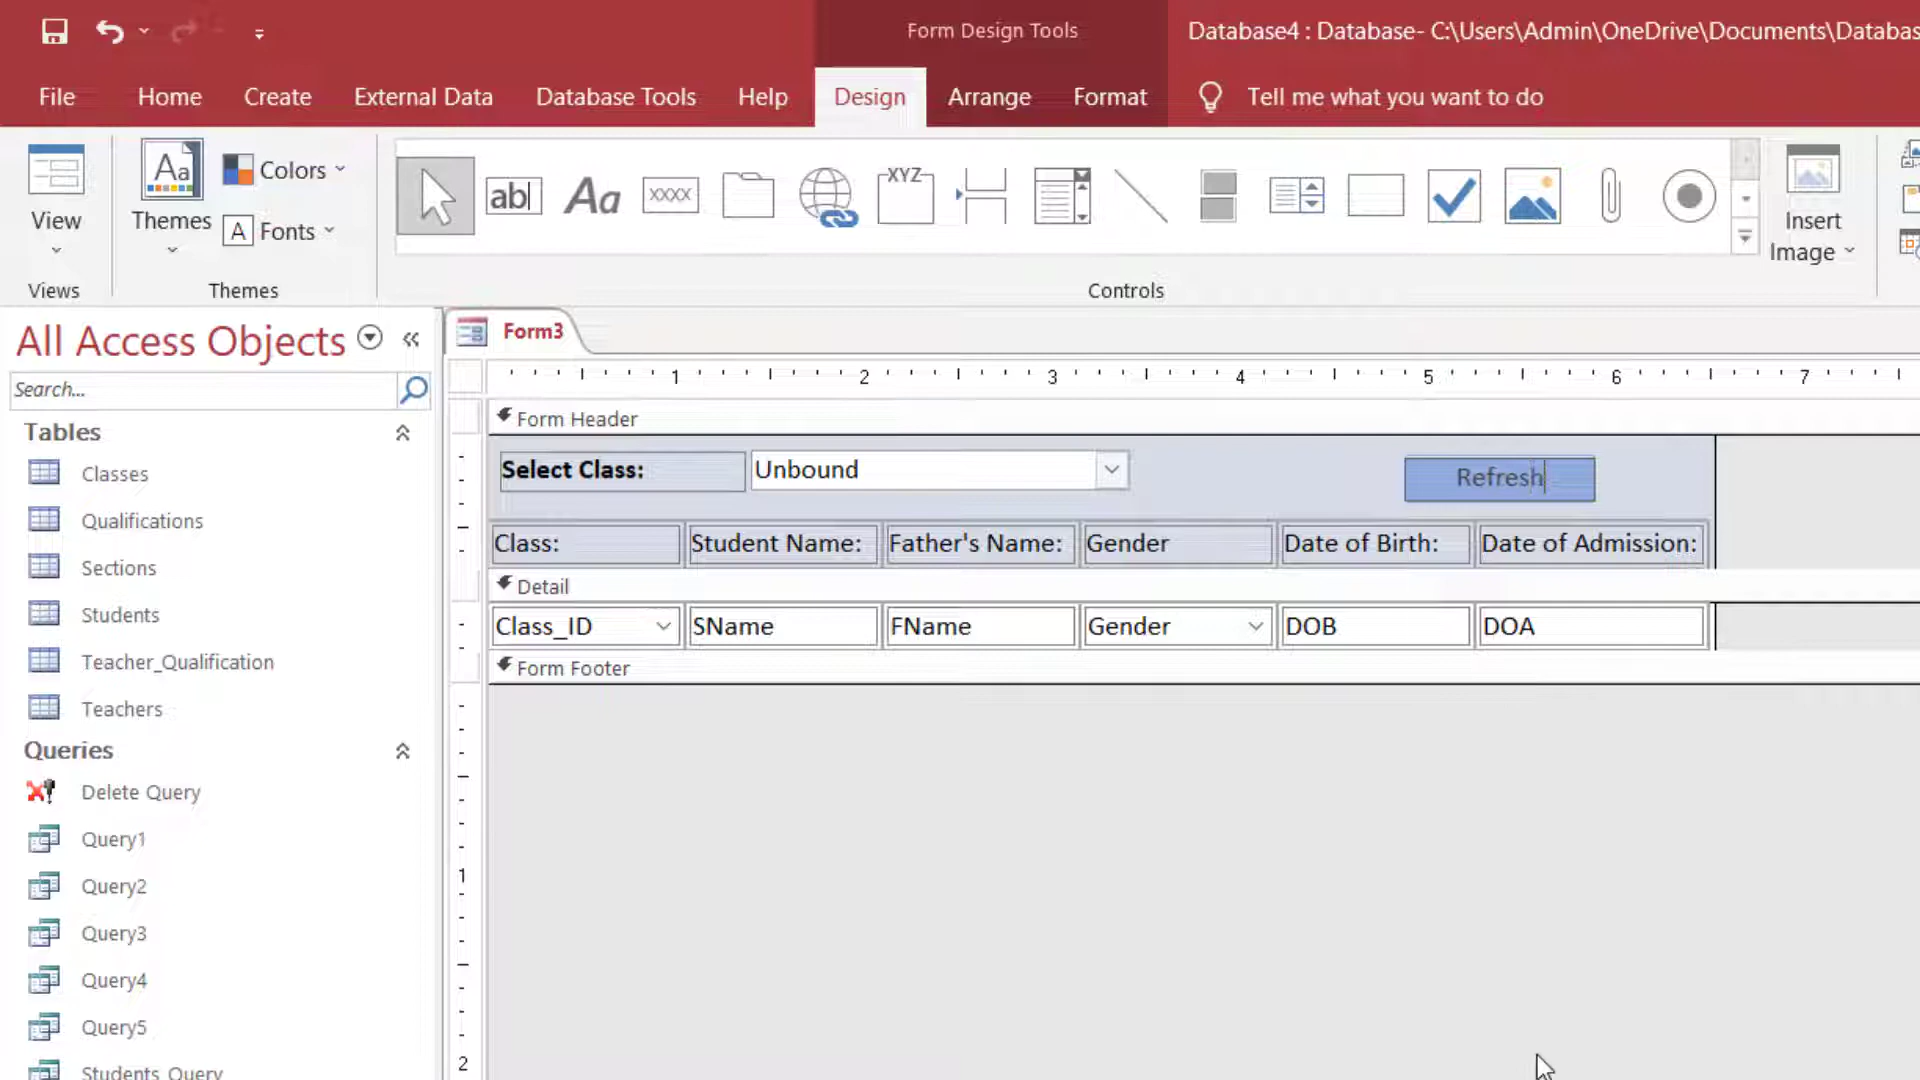 Form Design Tools
Database4 : Database- C:\Users\Admin\OneDrive\Documents\Databas
File Home Create External Data Database Tools Help Design Arrange Format Tell me what you want to do
View
Views
Aa
Themes
Colors
A Fonts
Themes
ab Aa XXXX XYZ
Controls
Insert
Image
All Access Objects
Search...
Tables
Classes
Qualifications
Sections
Students
Teacher_Qualification
Teachers
Queries
Delete Query
Query1
Query2
Query3
Query4
Query5
Students_Query
Form3
1 2 3 4 5 6 7
Form Header
Select Class: Unbound Refresh
Class: Student Name: Father's Name: Gender Date of Birth: Date of Admission:
Detail
Class_ID SName FName Gender DOB DOA
Form Footer
1
2